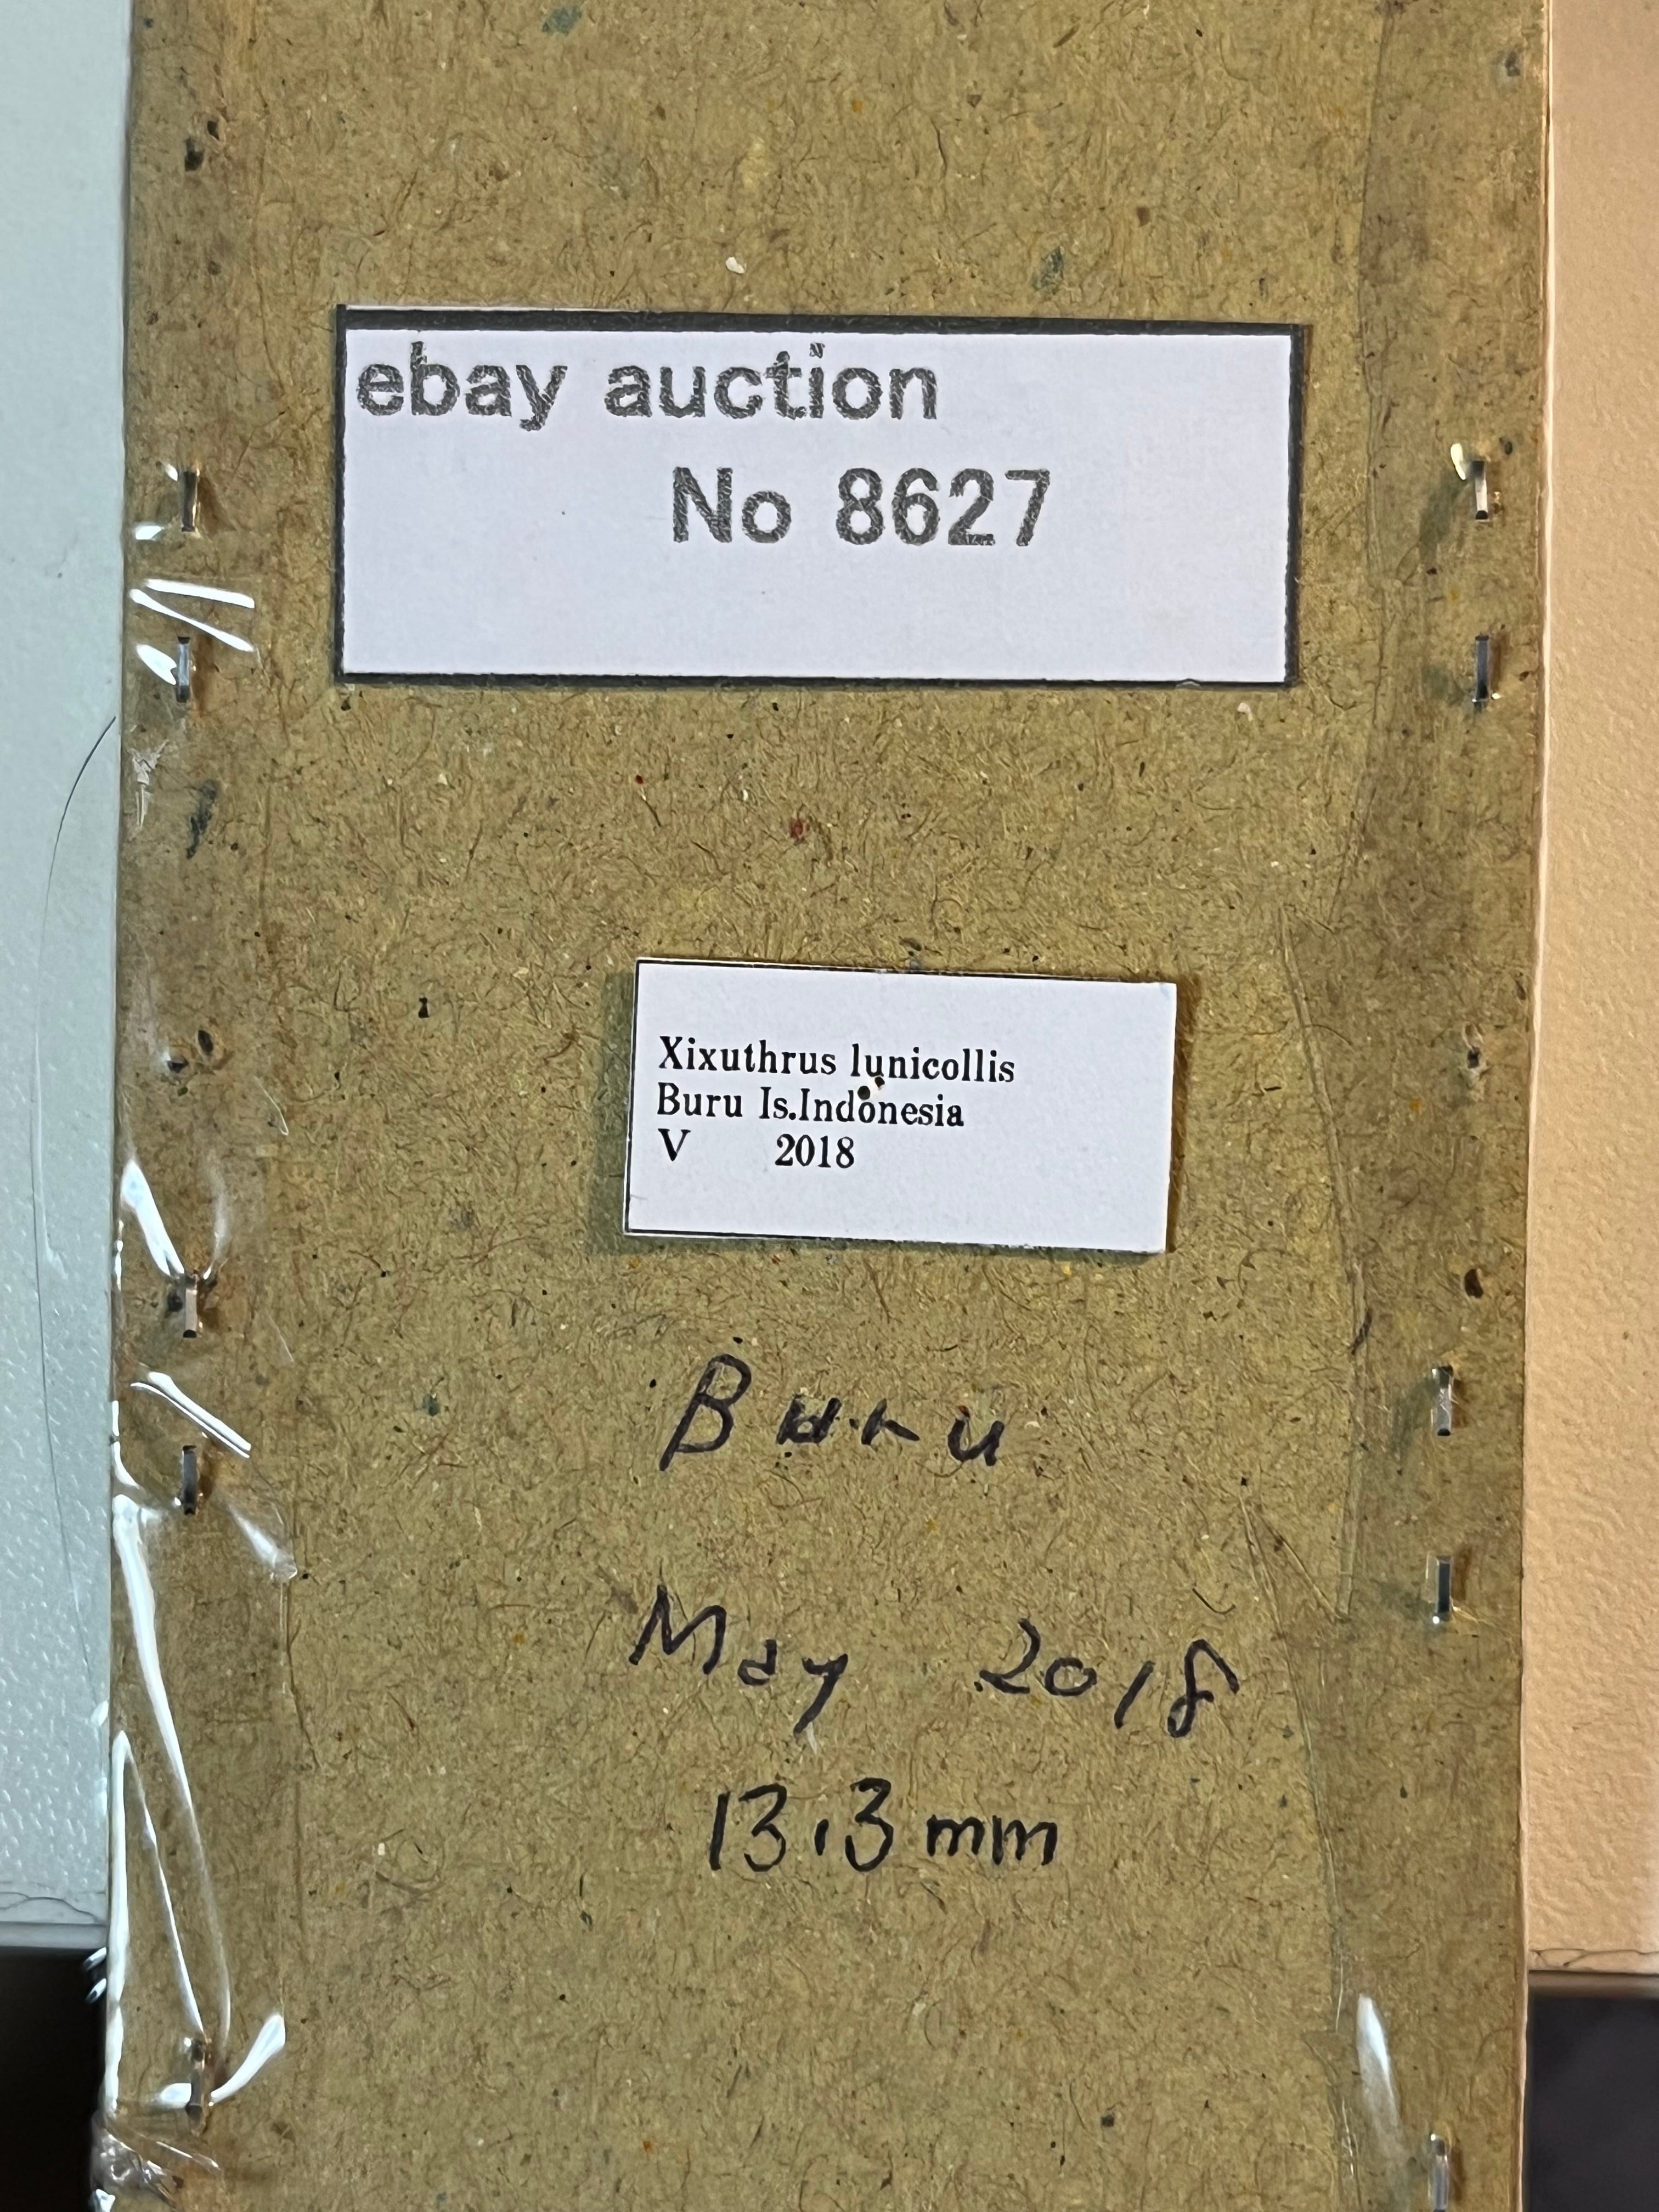 ebay auction
No 8627
Xixuthrus lunicollis
Buru Is.Indonesia
V 2018
Buru
May 2018
13.3mm